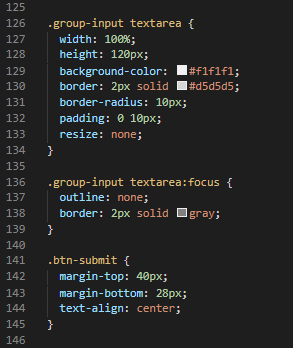 125
126 .group-input textarea {
127 width: 100%;
128 height: 120px;
129 background-color: #f1f1f1;
130 border: 2px solid #d5d5d5;
131 border-radius: 10px;
132 padding: 0 10px;
133 resize: none;
134 }
135
136 .group-input textarea:focus {
137 outline: none;
138 border: 2px solid gray;
139 }
140
141 .btn-submit {
142 margin-top: 40px;
143 margin-bottom: 28px;
144 text-align: center;
145 }
146